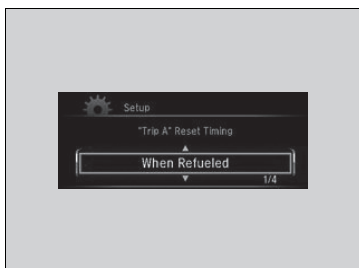 Setup
"Trip A" Reset Timing
When Refueled
1/4